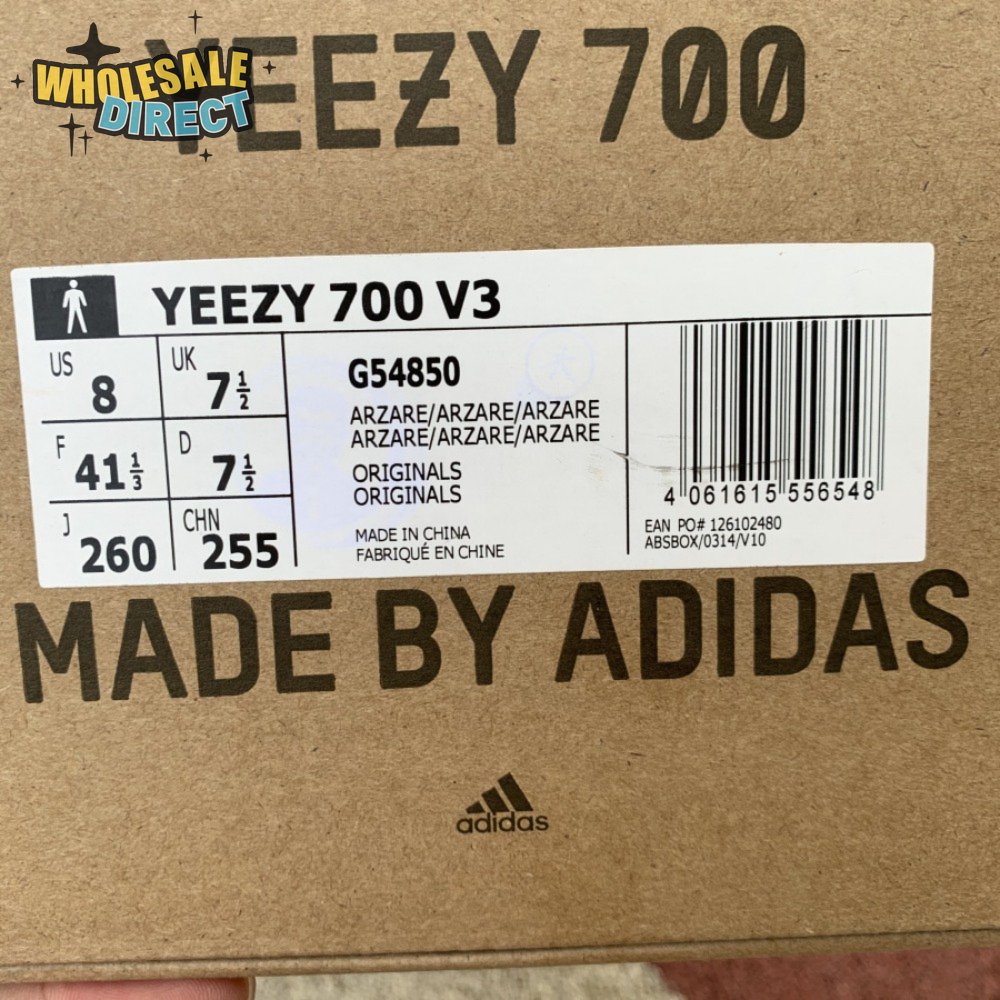 WHOLESALE
DIRECT
YEEZY 700
YEEZY 700 V3
US 8
UK 7 1/2
F 41 1/3
D 7 1/2
J 260
CHN 255
G54850
ARZARE/ARZARE/ARZARE
ARZARE/ARZARE/ARZARE
ORIGINALS
ORIGINALS
MADE IN CHINA
FABRIQUÉ EN CHINE
4 061615 556548
EAN PO# 126102480
ABSBOX/0314/V10
MADE BY ADIDAS
adidas